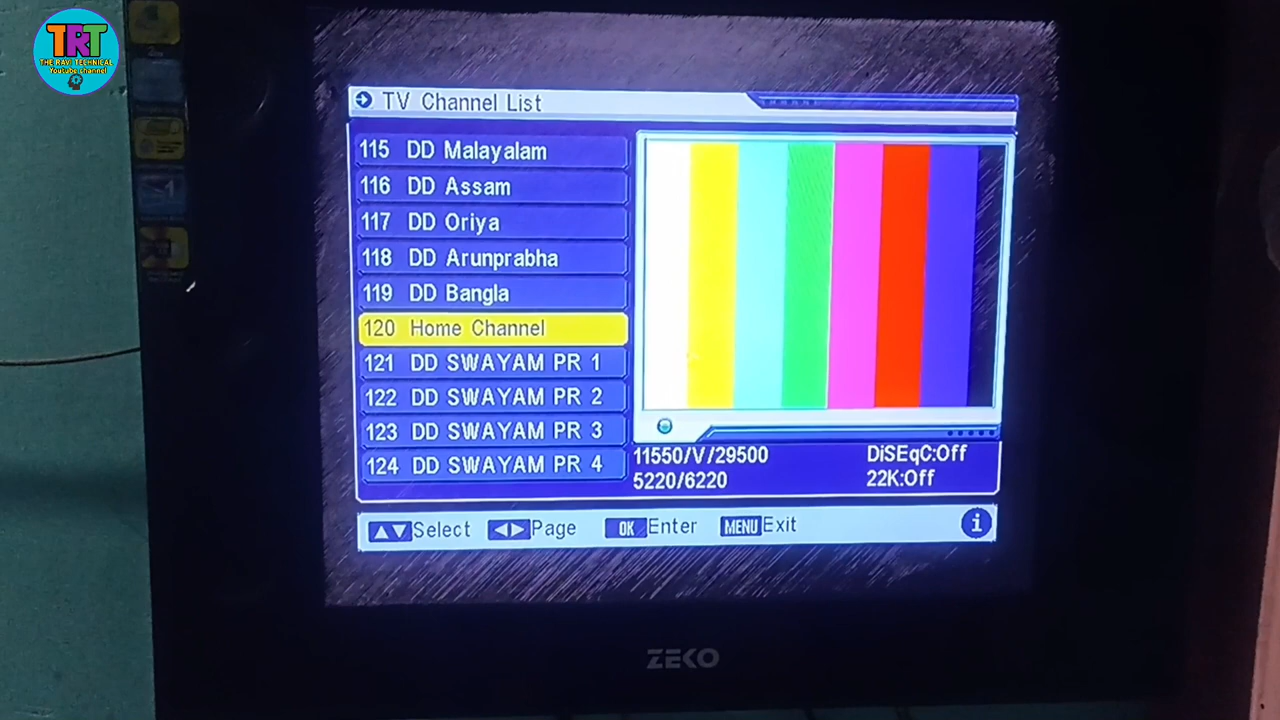 TRT
THE RAVI TECHNICAL
Youtube channel
TV Channel List
115 DD Malayalam
116 DD Assam
117 DD Oriya
118 DD Arunprabha
119 DD Bangla
120 Home Channel
121 DD SWAYAM PR 1
122 DD SWAYAM PR 2
123 DD SWAYAM PR 3
124 DD SWAYAM PR 4
11550/V/29500 DiSEqC:Off
5220/6220 22K:Off
▲▼ Select ◀▶ Page OK Enter MENU Exit i
ZEKO